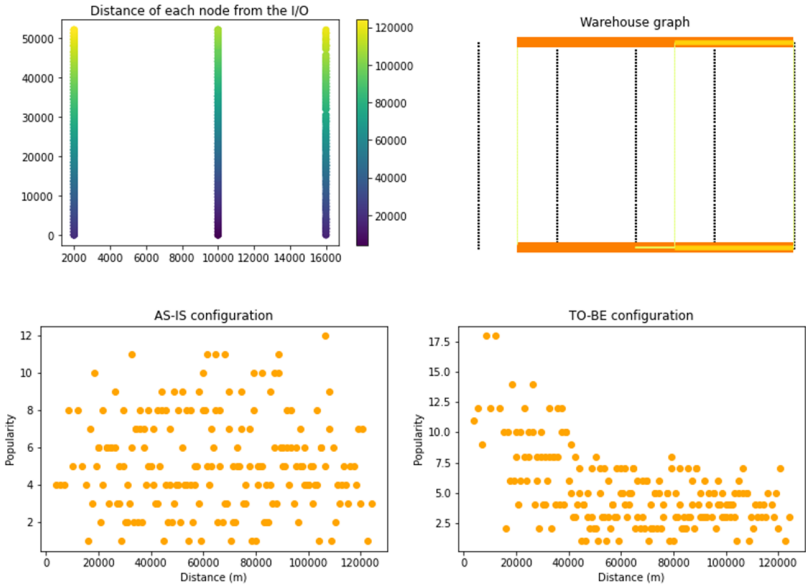 Distance of each node from the I/O
50000
40000
30000
20000
10000
0
2000 4000 6000 8000 10000 12000 14000 16000
120000
100000
80000
60000
40000
20000
Warehouse graph
AS-IS configuration
Popularity
12
10
8
6
4
2
0 20000 40000 60000 80000 100000 120000
Distance (m)
TO-BE configuration
Popularity
17.5
15.0
12.5
10.0
7.5
5.0
2.5
0 20000 40000 60000 80000 100000 120000
Distance (m)